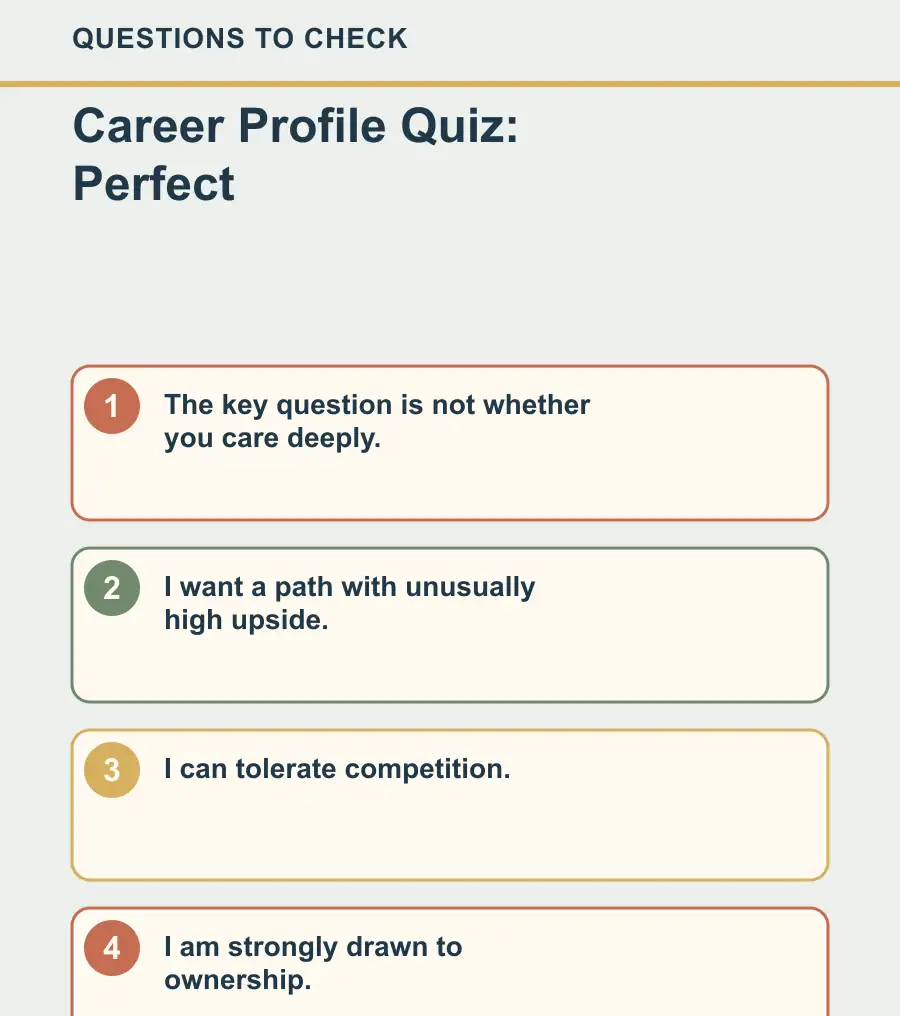 QUESTIONS TO CHECK
Career Profile Quiz:
Perfect
1
The key question is not whether
you care deeply.
2
I want a path with unusually
high upside.
3
I can tolerate competition.
4
I am strongly drawn to
ownership.